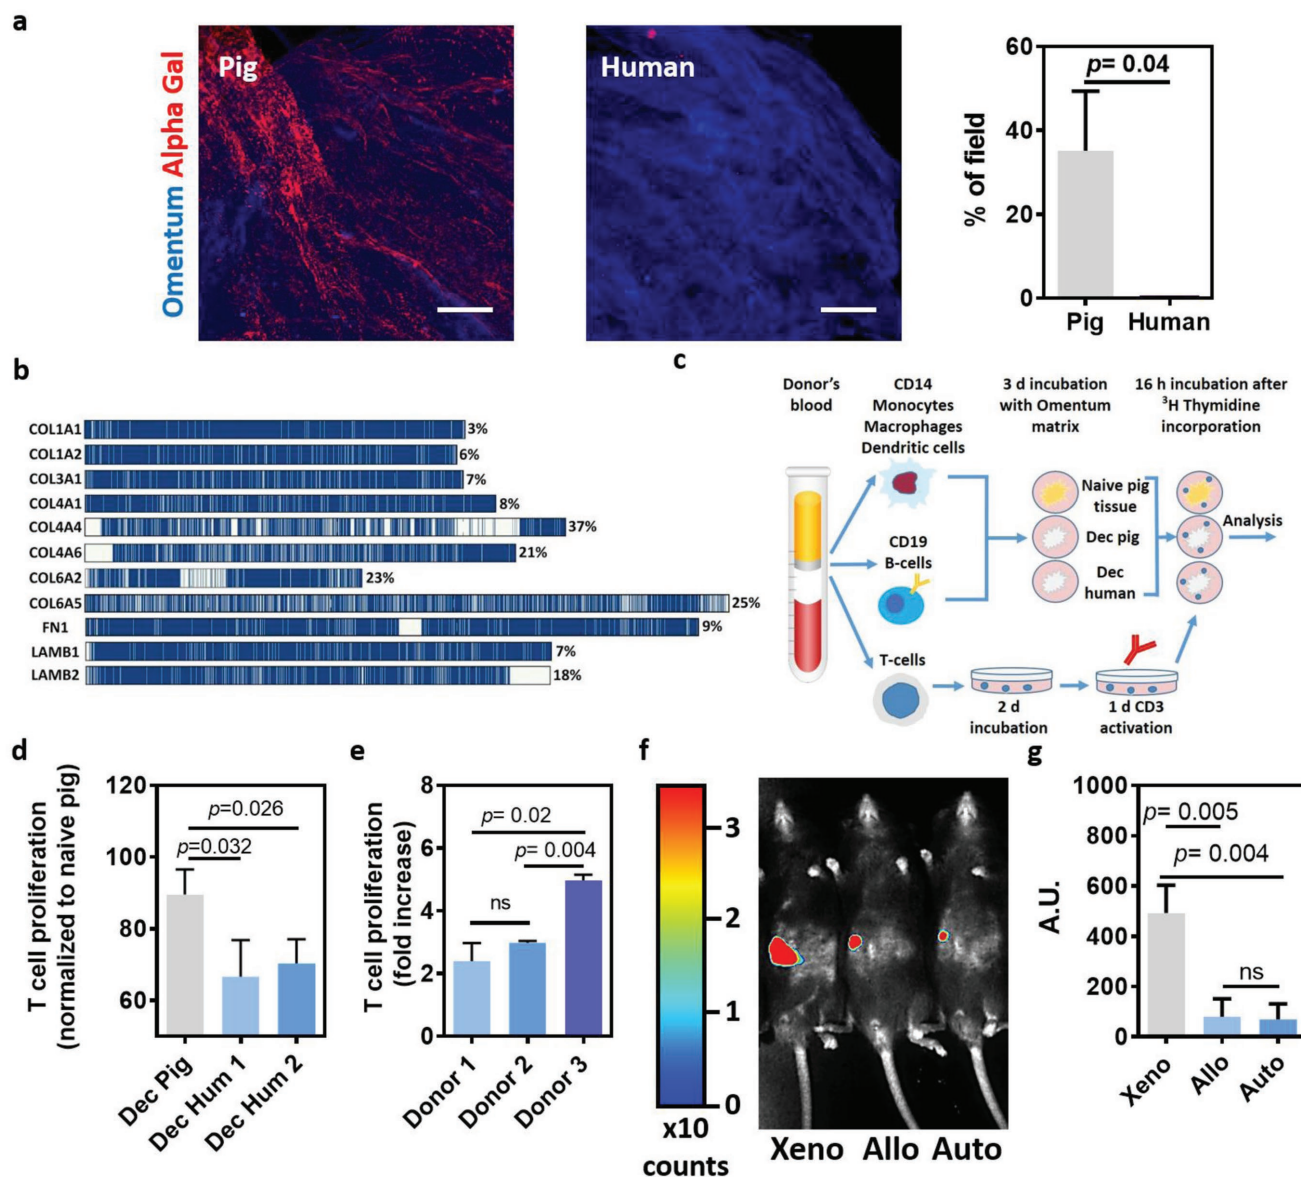 a
Omentum Alpha Gal
Pig
Human
60
40
20
0
% of field
p= 0.04
Pig Human
b
COL1A1 3%
COL1A2 6%
COL3A1 7%
COL4A1 8%
COL4A4 37%
COL4A6 21%
COL6A2 23%
COL6A5 25%
FN1 9%
LAMB1 7%
LAMB2 18%
c
Donor's
blood
CD14
Monocytes
Macrophages
Dendritic cells
3 d incubation
with Omentum
matrix
16 h incubation after
³H Thymidine
incorporation
CD19
B-cells
T-cells
Naive pig
tissue
Dec pig
Dec
human
Analysis
2 d
incubation
1 d CD3
activation
d
T cell proliferation
(normalized to naive pig)
120
100
80
60
p=0.026
p=0.032
Dec Pig
Dec Hum 1
Dec Hum 2
e
T cell proliferation
(fold increase)
8
6
4
2
0
p = 0.02
p= 0.004
ns
Donor 1
Donor 2
Donor 3
f
3
2
1
0
x10
counts
Xeno Allo Auto
g
A.U.
1000
800
600
400
200
0
p= 0.005
p= 0.004
ns
Xeno
Allo
Auto